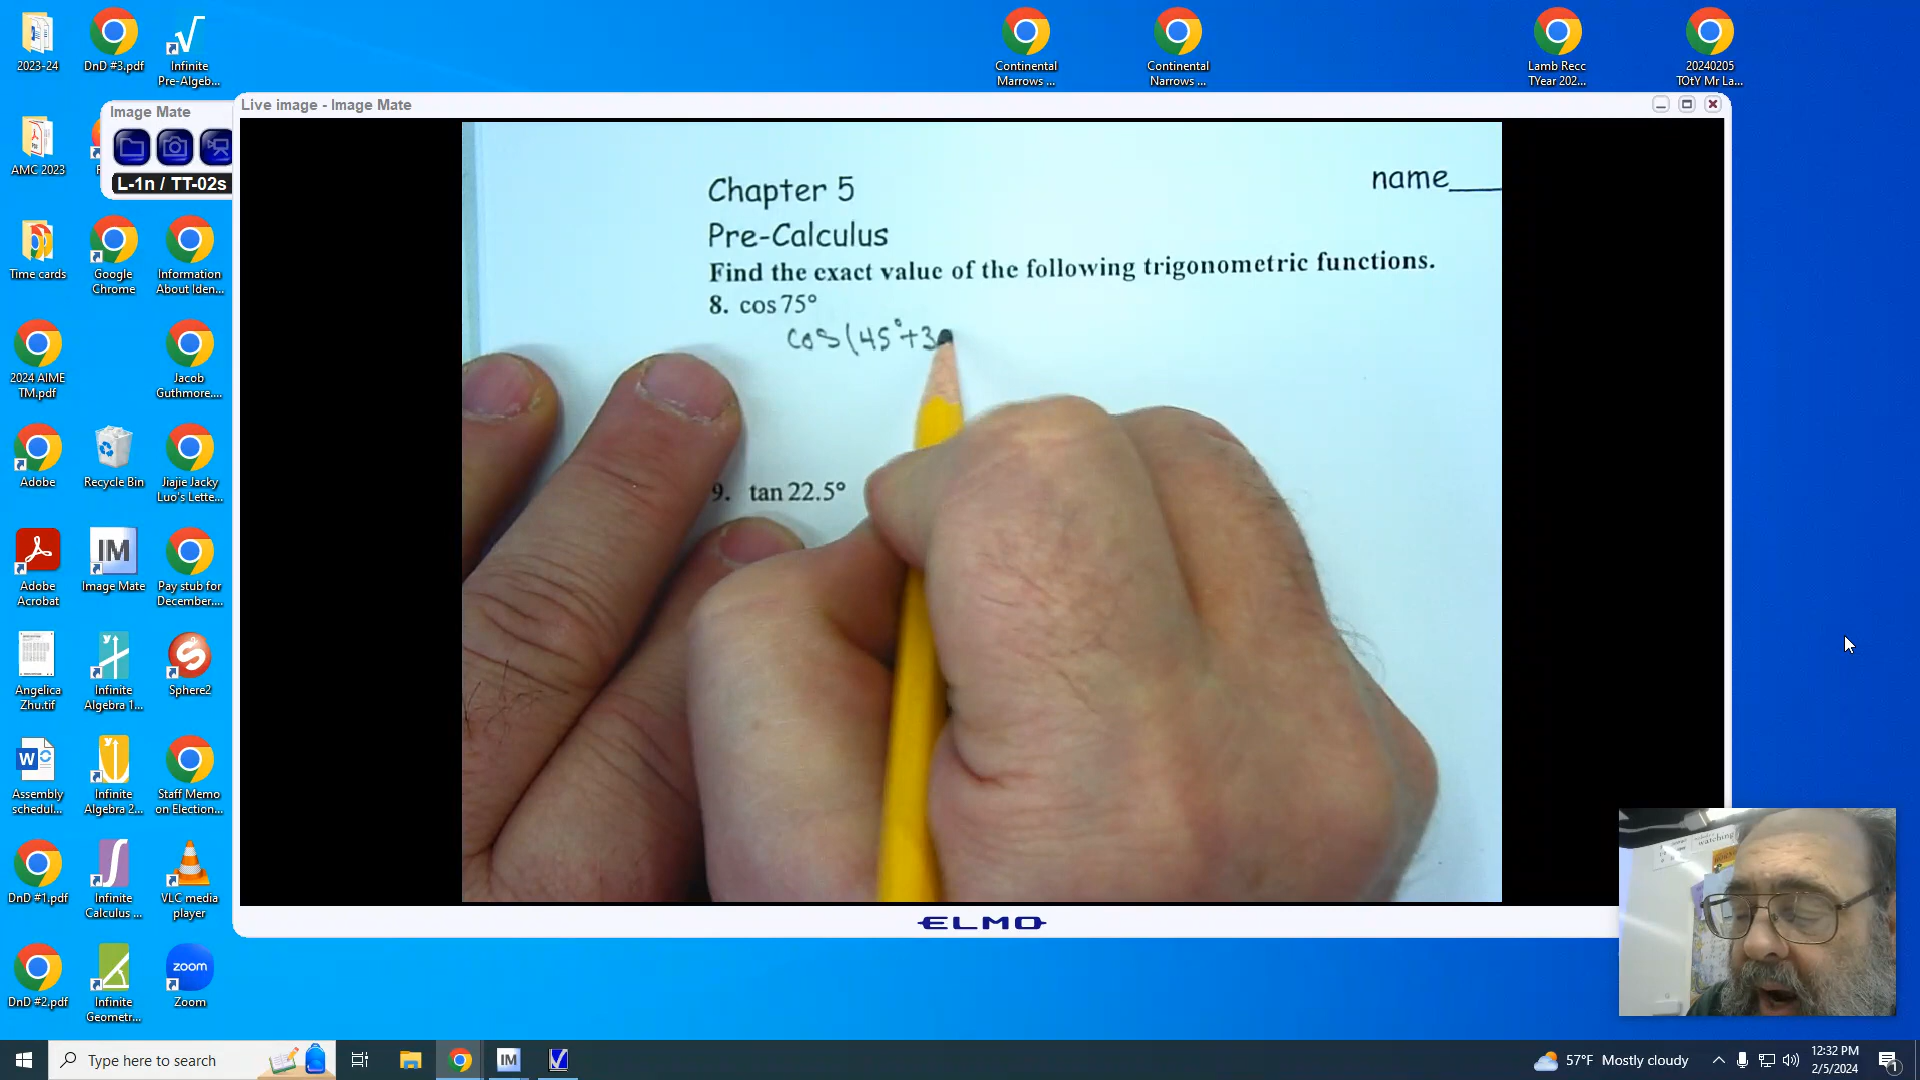 2023-24
DnD #3.pdf
Infinite
Pre-Algeb...
Continental
Marrows ...
Continental
Narrows ...
Lamb Recc
TYear 202...
20240205
TOtY Mr La...
Image Mate
L-1n / TT-02s
Live image - Image Mate
AMC 2023
Time cards
Google
Chrome
Information
About Iden...
2024 AIME
TM.pdf
Jacob
Guthmore....
Adobe
Recycle Bin
Jiajie Jacky
Luo's Lette...
Adobe
Acrobat
IM
Image Mate
Pay stub for
December....
Angelica
Zhu.tif
Infinite
Algebra 1...
Sphere2
Assembly
schedul...
Infinite
Algebra 2...
Staff Memo
on Election...
DnD #1.pdf
Infinite
Calculus ...
VLC media
player
DnD #2.pdf
Infinite
Geometr...
zoom
Zoom
name____
Chapter 5
Pre-Calculus
Find the exact value of the following trigonometric functions.
8. cos 75°
cos(45°+30
9. tan 22.5°
ELMO
watching
Type here to search
IM
57°F Mostly cloudy
12:32 PM
2/5/2024
1